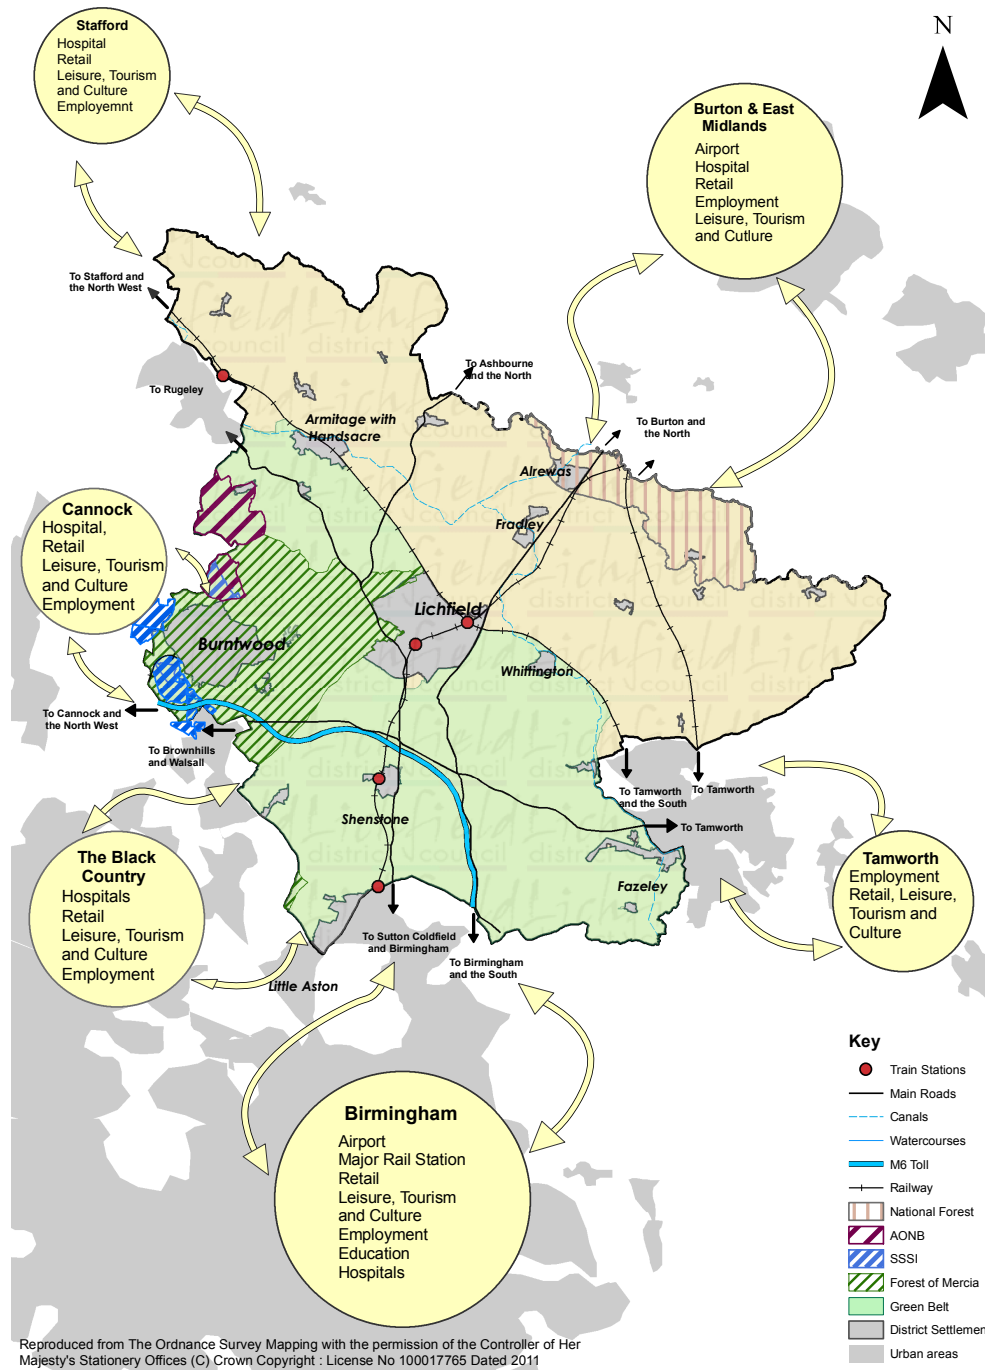 Stafford
Hospital
Retail
Leisure, Tourism
and Culture
Employemnt
N
Burton & East
Midlands
Airport
Hospital
Retail
Employment
Leisure, Tourism
and Cutlure
To Stafford and
the North West
To Rugeley
To Ashbourne
and the North
Armitage with
Handsacre
To Burton and
the North
Alrewas
Fradley
Cannock
Hospital,
Retail
Leisure, Tourism
and Culture
Employment
Lichfield
Burntwood
Whittington
To Cannock and
the North West
To Brownhills
and Walsall
To Tamworth
and the South
To Tamworth
To Tamworth
Shenstone
Fazeley
The Black
Country
Hospitals
Retail
Leisure, Tourism
and Culture
Employment
Tamworth
Employment
Retail, Leisure,
Tourism and
Culture
To Sutton Coldfield
and Birmingham
To Birmingham
and the South
Little Aston
Birmingham
Airport
Major Rail Station
Retail
Leisure, Tourism
and Culture
Employment
Education
Hospitals
Key
Train Stations
Main Roads
Canals
Watercourses
M6 Toll
Railway
National Forest
AONB
SSSI
Forest of Mercia
Green Belt
District Settlemen
Urban areas
Reproduced from The Ordnance Survey Mapping with the permission of the Controller of Her
Majesty's Stationery Offices (C) Crown Copyright : License No 100017765 Dated 2011